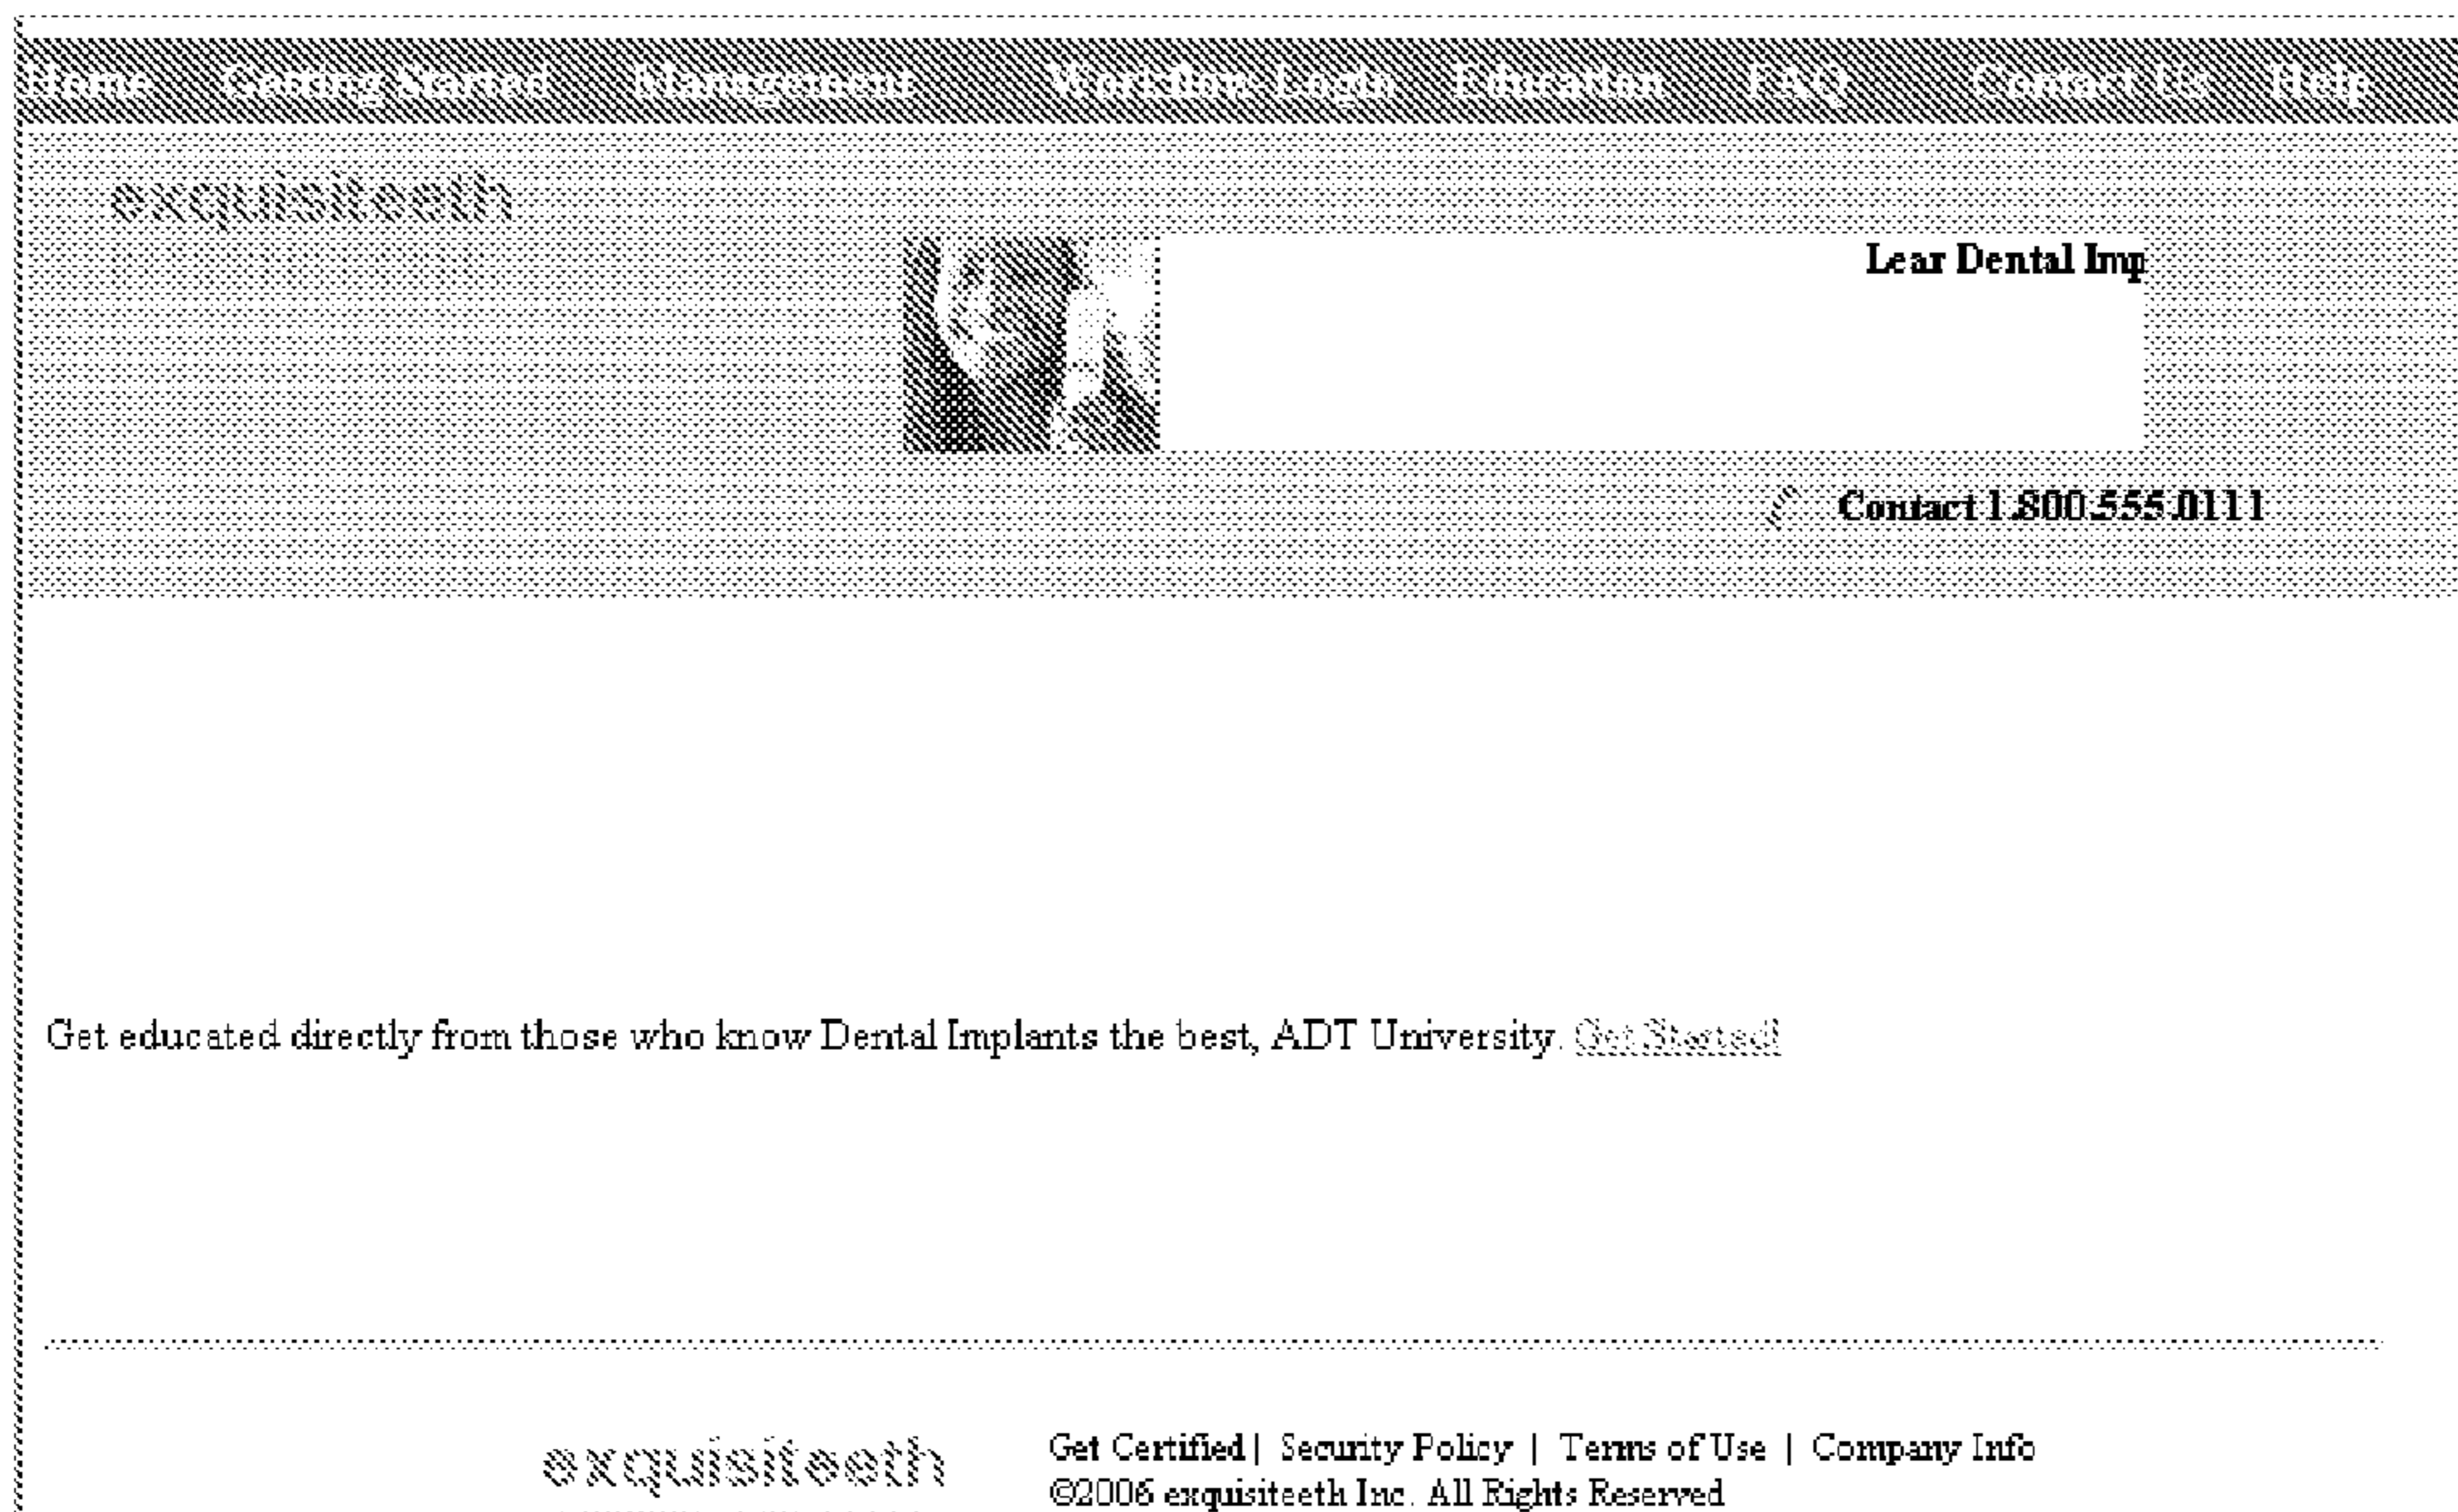 Home Getting Started Management Workflow Login Education FAQ Contact Us Help
exquisiteeth
Lear Dental Imp
Contact 1.800.555.0111
Get educated directly from those who know Dental Implants the best, ADT University. Get Started!
exquisiteeth
Get Certified | Security Policy | Terms of Use | Company Info
©2006 exquisiteeth Inc. All Rights Reserved